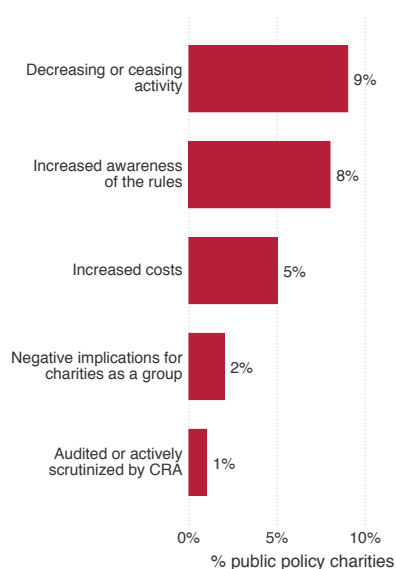 Decreasing or ceasing
activity
9%
Increased awareness
of the rules
8%
Increased costs
5%
Negative implications for
charities as a group
2%
Audited or actively
scrutinized by CRA
1%
0%
5%
10%
% public policy charities